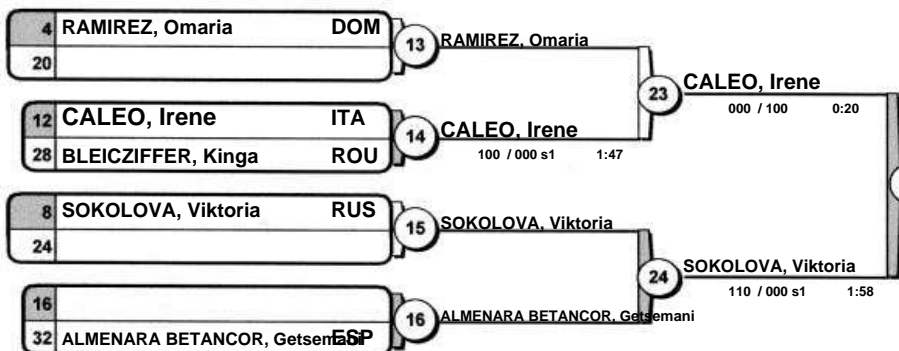 4 RAMIREZ, Omaria DOM
20
13 RAMIREZ, Omaria
12 CALEO, Irene ITA
28 BLEICZIFFER, Kinga ROU
14 CALEO, Irene
100 / 000 s1 1:47
23 CALEO, Irene
000 / 100 0:20
8 SOKOLOVA, Viktoria RUS
24
15 SOKOLOVA, Viktoria
16
32 ALMENARA BETANCOR, Getsemani ESP
16 ALMENARA BETANCOR, Getsemani
24 SOKOLOVA, Viktoria
110 / 000 s1 1:58